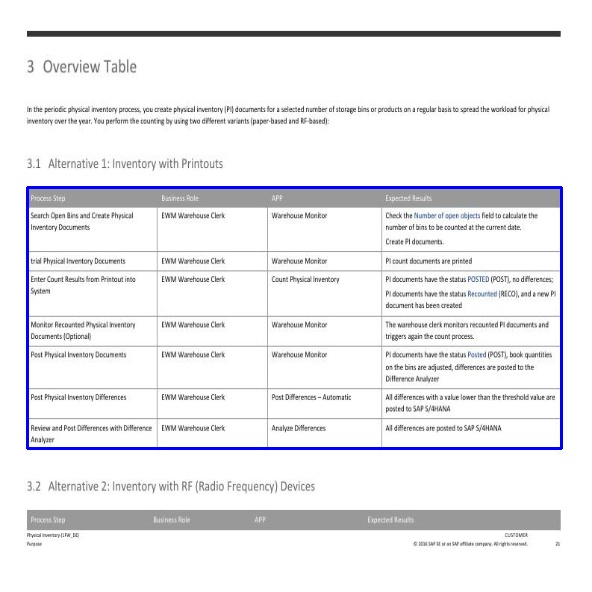 3 Overview Table
In the periodic physical inventory process, you create physical inventory (PI) documents for a selected number of storage bins or products on a regular basis to spread the workload for physical
inventory over the year. You perform the counting by using two different variants (paper-based and RF-based):
3.1 Alternative 1: Inventory with Printouts
Process Step Business Role APP Expected Results
Search Open Bins and Create Physical
Inventory Documents
EWM Warehouse Clerk
Warehouse Monitor
Check the Number of open objects field to calculate the
number of bins to be counted at the current date.
Create PI documents.
trial Physical Inventory Documents
EWM Warehouse Clerk
Warehouse Monitor
PI count documents are printed
Enter Count Results from Printout into
System
EWM Warehouse Clerk
Count Physical Inventory
PI documents have the status POSTED (POST), no differences;
PI documents have the status Recounted (RECO), and a new PI
document has been created
Monitor Recounted Physical Inventory
Documents (Optional)
EWM Warehouse Clerk
Warehouse Monitor
The warehouse clerk monitors recounted PI documents and
triggers again the count process.
Post Physical Inventory Documents
EWM Warehouse Clerk
Warehouse Monitor
PI documents have the status Posted (POST), book quantities
on the bins are adjusted, differences are posted to the
Difference Analyzer
Post Physical Inventory Differences
EWM Warehouse Clerk
Post Differences – Automatic
All differences with a value lower than the threshold value are
posted to SAP S/4HANA
Review and Post Differences with Difference
Analyzer
EWM Warehouse Clerk
Analyze Differences
All differences are posted to SAP S/4HANA
3.2 Alternative 2: Inventory with RF (Radio Frequency) Devices
Process Step Business Role APP Expected Results
Physical Inventory (1FW_DE)
Purpose
CUSTOMER
© 2016 SAP SE or an SAP affiliate company. All rights reserved. 21